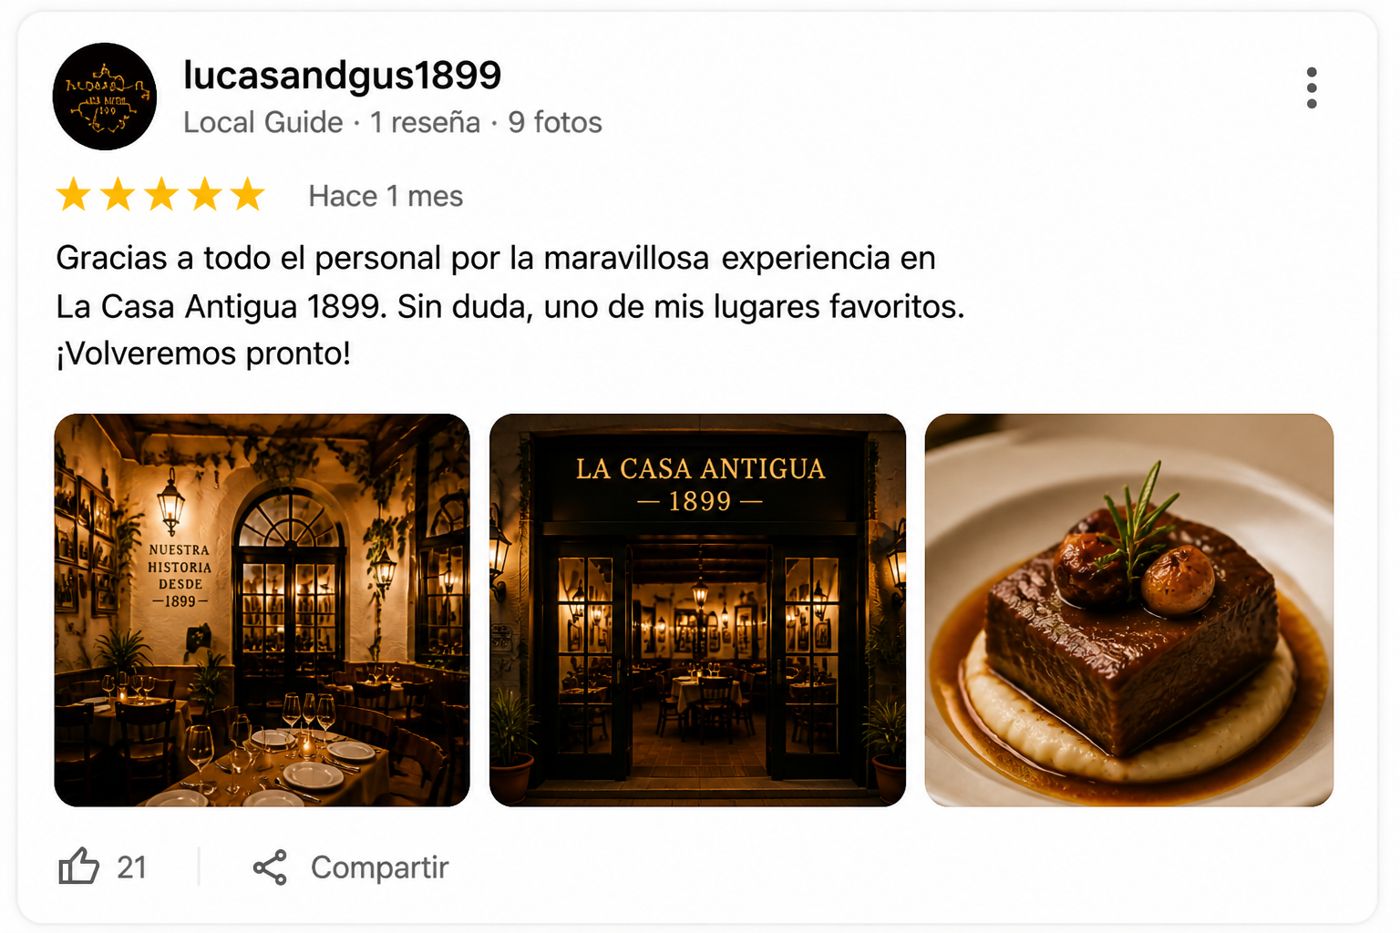 lucasandgus1899
Local Guide · 1 reseña · 9 fotos
Hace 1 mes
Gracias a todo el personal por la maravillosa experiencia en
La Casa Antigua 1899. Sin duda, uno de mis lugares favoritos.
¡Volveremos pronto!
NUESTRA
HISTORIA
DESDE
—1899—
LA CASA ANTIGUA
— 1899 —
21
Compartir